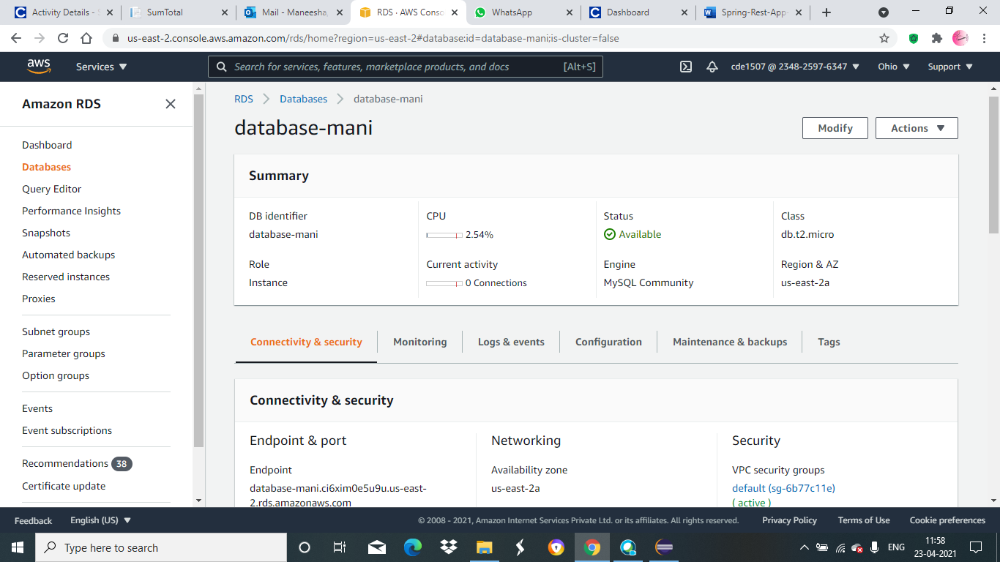 Activity Details - S
SumTotal
Mail - Maneesha,
RDS · AWS Conso
WhatsApp
Dashboard
Spring-Rest-App-
us-east-2.console.aws.amazon.com/rds/home?region=us-east-2#database:id=database-mani;is-cluster=false
aws
Services
Search for services, features, marketplace products, and docs
[Alt+S]
cde1507 @ 2348-2597-6347
Ohio
Support
Amazon RDS
Dashboard
Databases
Query Editor
Performance Insights
Snapshots
Automated backups
Reserved instances
Proxies
Subnet groups
Parameter groups
Option groups
Events
Event subscriptions
Recommendations 38
Certificate update
RDS > Databases > database-mani
database-mani
Modify
Actions
Summary
DB identifier
database-mani
CPU
2.54%
Status
Available
Class
db.t2.micro
Role
Instance
Current activity
0 Connections
Engine
MySQL Community
Region & AZ
us-east-2a
Connectivity & security
Monitoring
Logs & events
Configuration
Maintenance & backups
Tags
Connectivity & security
Endpoint & port
Endpoint
database-mani.ci6xim0e5u9u.us-east-
2.rds.amazonaws.com
Networking
Availability zone
us-east-2a
Security
VPC security groups
default (sg-6b77c11e)
( active )
Feedback
English (US)
© 2008 - 2021, Amazon Internet Services Private Ltd. or its affiliates. All rights reserved.
Privacy Policy
Terms of Use
Cookie preferences
Type here to search
ENG
11:58
23-04-2021